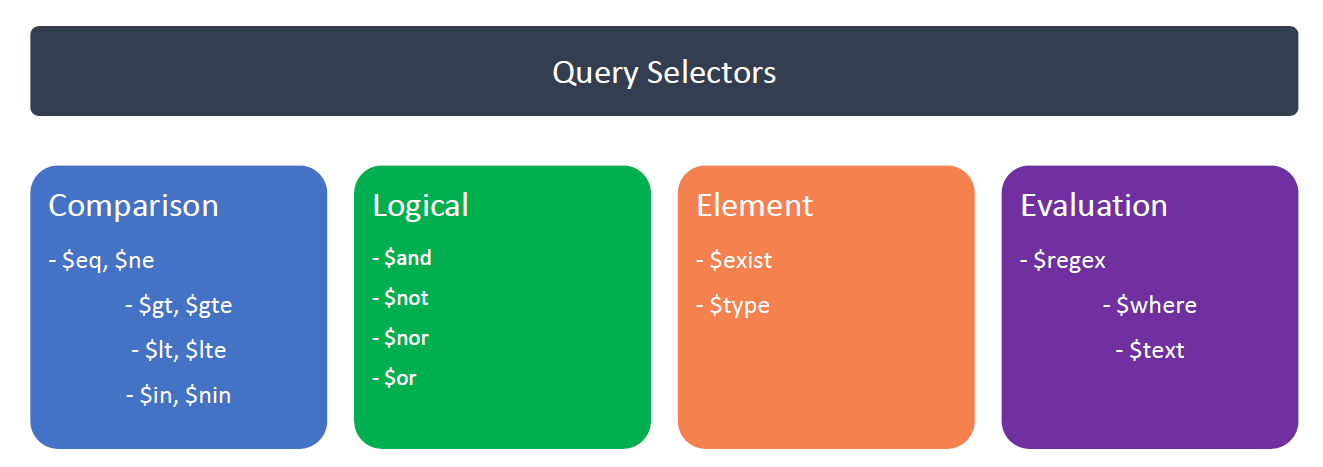 Query Selectors
Comparison
- $eq, $ne
- $gt, $gte
- $lt, $lte
- $in, $nin
Logical
- $and
- $not
- $nor
- $or
Element
- $exist
- $type
Evaluation
- $regex
- $where
- $text